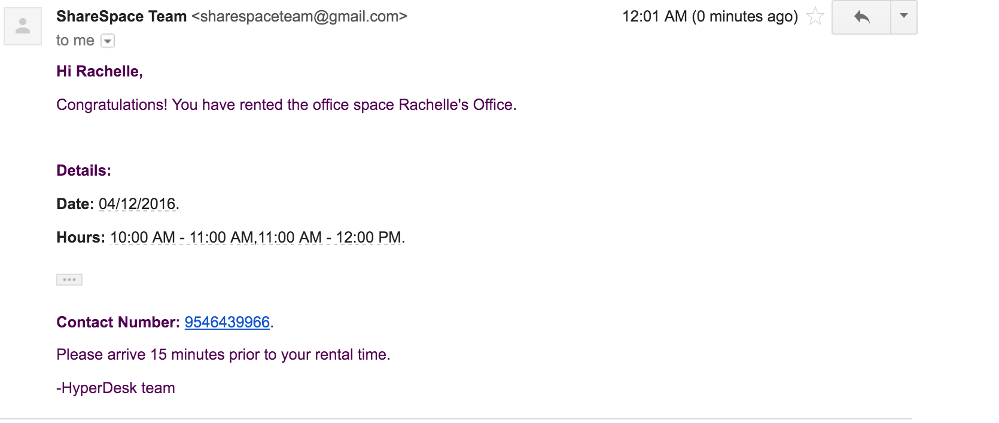 ShareSpace Team <sharespaceteam@gmail.com> 12:01 AM (0 minutes ago)
to me
Hi Rachelle,
Congratulations! You have rented the office space Rachelle's Office.
Details:
Date: 04/12/2016.
Hours: 10:00 AM - 11:00 AM,11:00 AM - 12:00 PM.
Contact Number: 9546439966.
Please arrive 15 minutes prior to your rental time.
-HyperDesk team